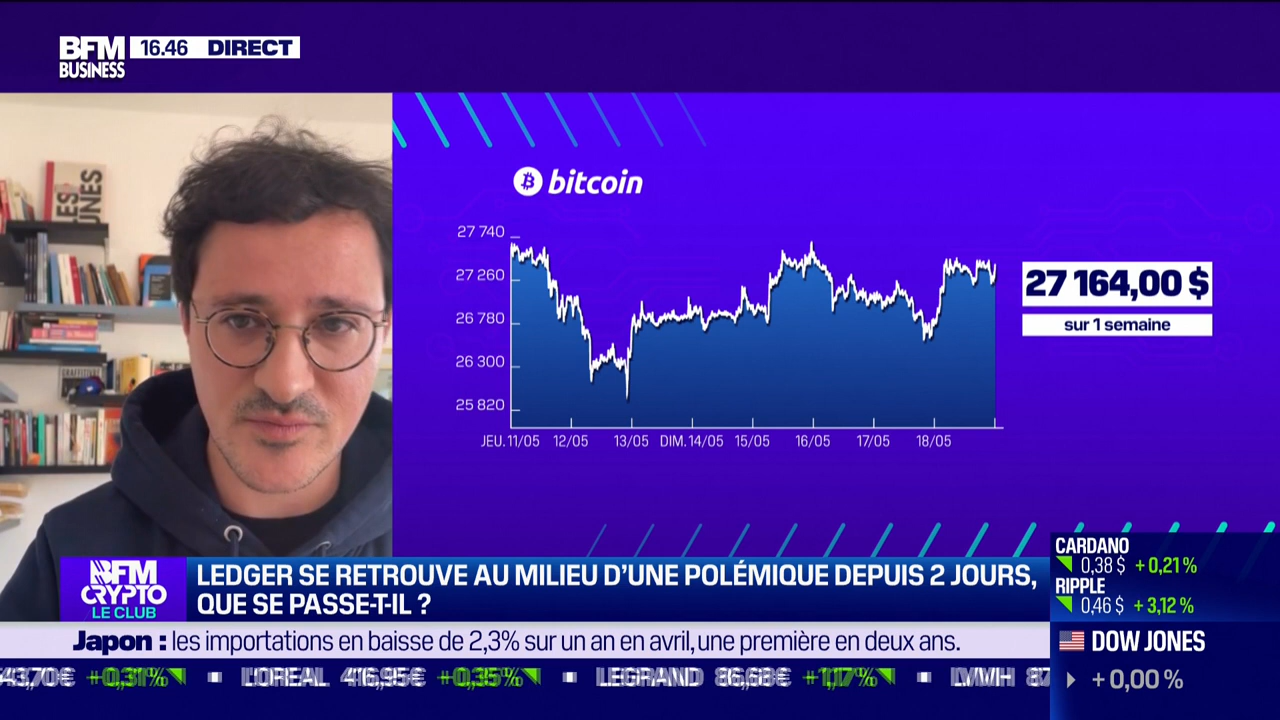 BFM
BUSINESS
16.46 DIRECT
LES
UNES
bitcoin
27 740
27 260
26 780
26 300
25 820
JEU.11/05 12/05 13/05 DIM.14/05 15/05 16/05 17/05 18/05
27 164,00 $
sur 1 semaine
BFM
CRYPTO
LE CLUB
LEDGER SE RETROUVE AU MILIEU D'UNE POLÉMIQUE DEPUIS 2 JOURS,
QUE SE PASSE-T-IL ?
CARDANO
0,38 $ +0,21 %
RIPPLE
0,46 $ +3,12 %
Japon : les importations en baisse de 2,3% sur un an en avril, une première en deux ans.
DOW JONES
+0,00 %
43,70€ +0,31% L'OREAL 416,95€ +0,35% LEGRAND 86,68€ +1,17% LVMH 87